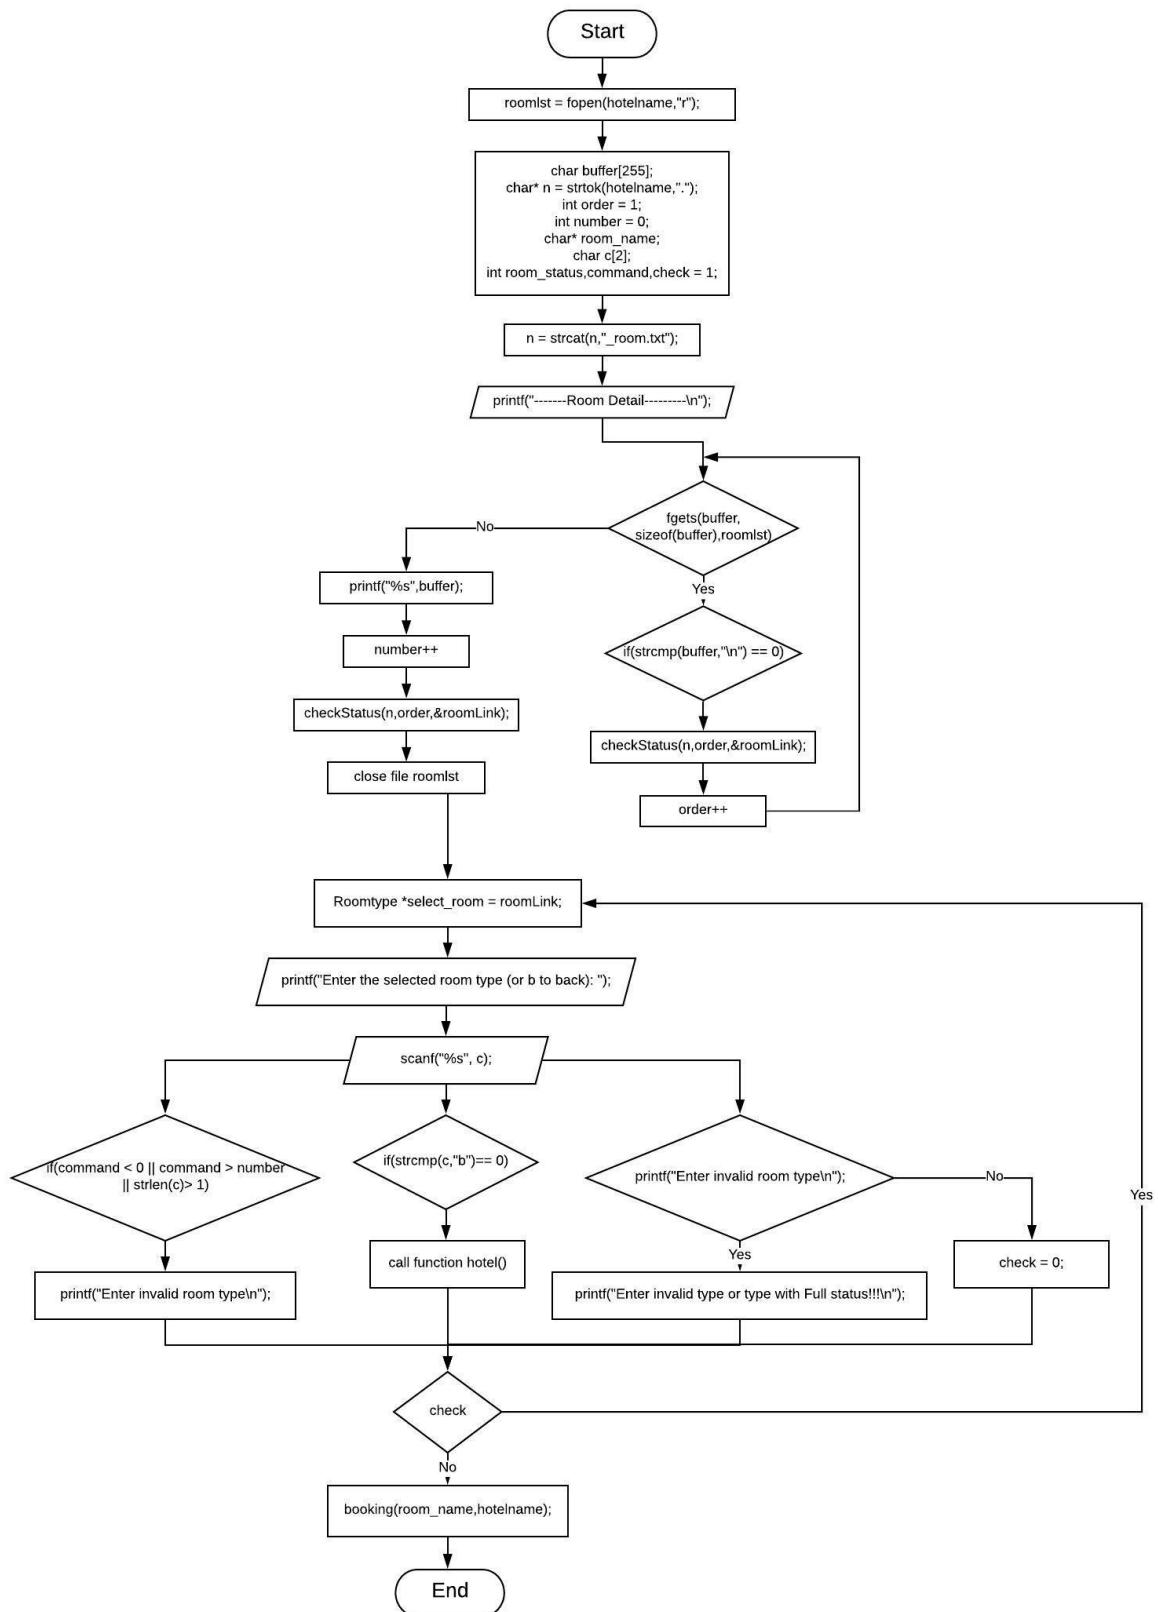 Start
roomlst = fopen(hotelname,"r");
char buffer[255];
char* n = strtok(hotelname,".");
int order = 1;
int number = 0;
char* room_name;
char c[2];
int room_status,command,check = 1;
n = strcat(n,"_room.txt");
printf("-------Room Detail---------\n");
fgets(buffer,
sizeof(buffer),roomlst)
No
Yes
printf("%s",buffer);
number++
if(strcmp(buffer,"\n") == 0)
checkStatus(n,order,&roomLink);
close file roomlst
checkStatus(n,order,&roomLink);
order++
Roomtype *select_room = roomLink;
printf("Enter the selected room type (or b to back): ");
scanf("%s", c);
if(command < 0 || command > number
|| strlen(c)> 1)
if(strcmp(c,"b")== 0)
printf("Enter invalid room type\n");
No
Yes
Yes
printf("Enter invalid room type\n");
call function hotel()
printf("Enter invalid type or type with Full status!!!\n");
check = 0;
check
No
booking(room_name,hotelname);
End